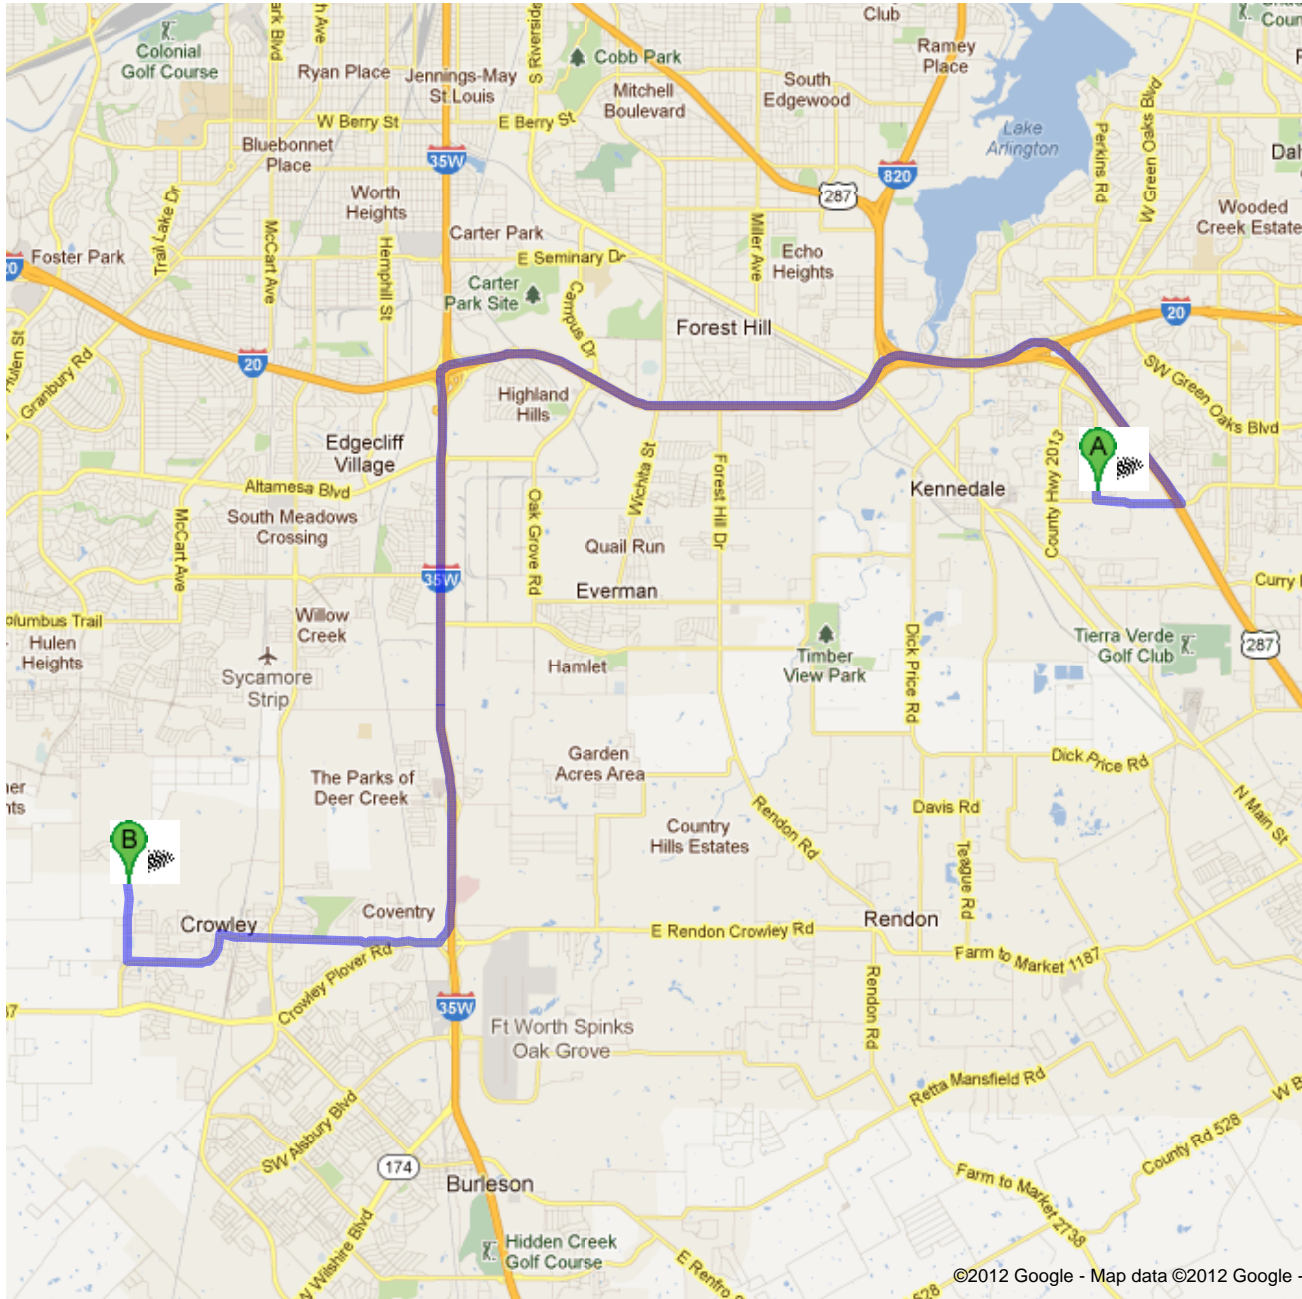 Club
Colonial
Golf Course
Ryan Place
Jennings-May
St Louis
Cobb Park
Ramey
Place
Mitchell
Boulevard
South
Edgewood
W Berry St
E Berry St
Bluebonnet
Place
35W
Lake
Arlington
Perkins Rd
W Green Oaks Blvd
820
287
Worth
Heights
Trail Lake Dr
McCart Ave
Hemphill St
Miller Ave
Wooded
Creek Estate
Carter Park
Foster Park
20
E Seminary Dr
Echo
Heights
Carter
Park Site
Campus Dr
Forest Hill
20
20
Granbury Rd
SW Green Oaks Blvd
Highland
Hills
Edgecliff
Village
A
County Hwy 2013
Wichita St
Forest Hill Dr
Kennedale
Altamesa Blvd
McCart Ave
South Meadows
Crossing
Oak Grove Rd
Quail Run
35W
Everman
Curry
Columbus Trail
Willow
Creek
Hulen
Heights
Dick Price Rd
Tierra Verde
Golf Club
287
Hamlet
Timber
View Park
Sycamore
Strip
Garden
Acres Area
Dick Price Rd
The Parks of
Deer Creek
N Main St
Rendon Rd
Davis Rd
Country
Hills Estates
Teague Rd
B
Crowley
Coventry
Rendon
E Rendon Crowley Rd
Farm to Market 1187
Crowley Plover Rd
Rendon Rd
35W
Ft Worth Spinks
Oak Grove
Retta Mansfield Rd
SW Alsbury Blvd
County Rd 528
174
Burleson
Farm to Market 2738
N Wilshire Blvd
Hidden Creek
Golf Course
E Renfro
528
©2012 Google - Map data ©2012 Google -